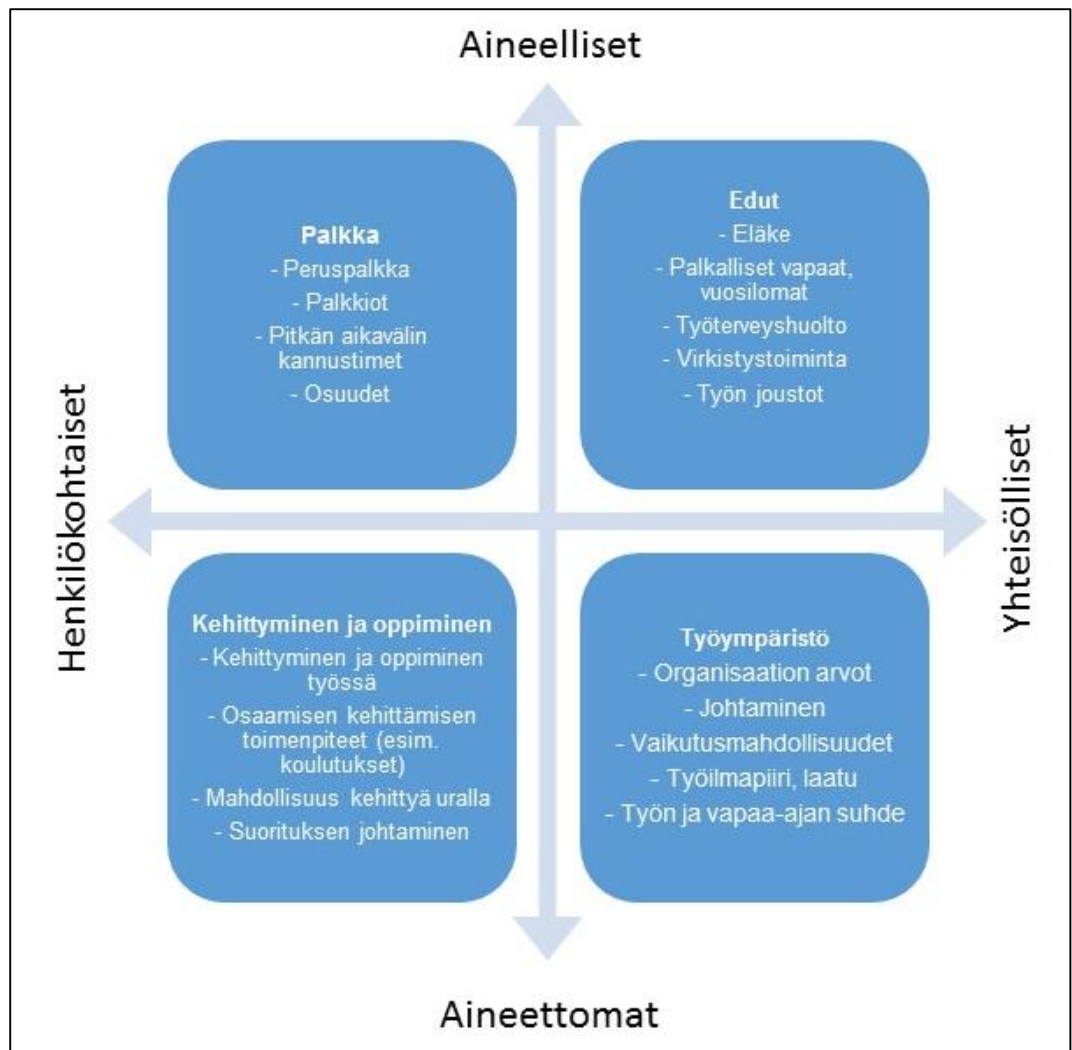 Aineelliset
Palkka
- Peruspalkka
- Palkkiot
- Pitkän aikavälin
kannustimet
- Osuudet
Edut
- Eläke
- Palkalliset vapaat,
vuosilomat
- Työterveyshuolto
- Virkistystoiminta
- Työn joustot
Henkilökohtaiset
Yhteisölliset
Kehittyminen ja oppiminen
- Kehittyminen ja oppiminen
työssä
- Osaamisen kehittämisen
toimenpiteet (esim.
koulutukset)
- Mahdollisuus kehittyä uralla
- Suorituksen johtaminen
Työympäristö
- Organisaation arvot
- Johtaminen
- Vaikutusmahdollisuudet
- Työilmapiiri, laatu
- Työn ja vapaa-ajan suhde
Aineettomat